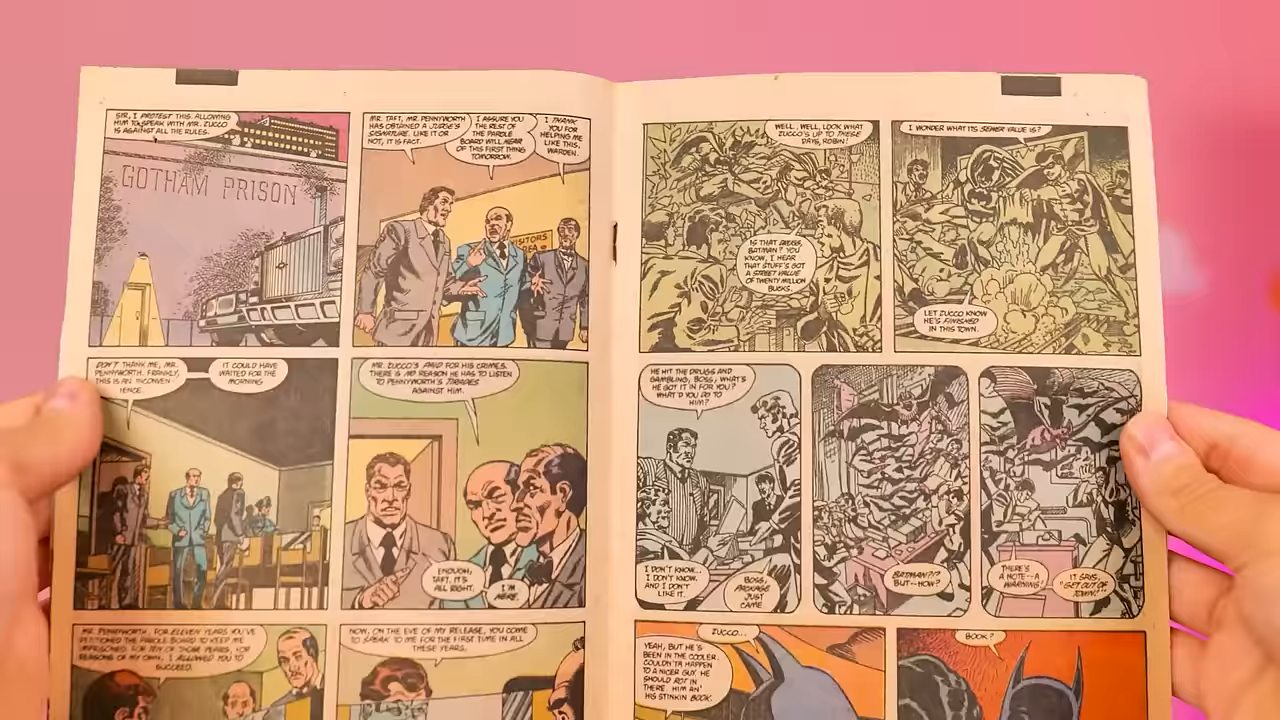 SIR, I PROTEST THIS. ALLOWING
HIM TO SPEAK WITH MR. ZUCCO
IS AGAINST ALL THE RULES.
GOTHAM PRISON
MR. TAFT, MR. PENNYWORTH
HAS OBTAINED A JUDGE'S
SIGNATURE. LIKE IT OR
NOT, IT IS FACT.
I ASSURE YOU
THE REST OF
THE PAROLE
BOARD WILL HEAR
OF THIS FIRST THING
TOMORROW.
I THANK
YOU FOR
HELPING ME
LIKE THIS,
WARDEN.
VISITORS
AREA
DON'T THANK ME, MR.
PENNYWORTH. FRANKLY,
THIS IS AN INCONVEN-
IENCE.
IT COULD HAVE
WAITED FOR THE
MORNING
MR. ZUCCO'S PAID FOR HIS CRIMES.
THERE IS NO REASON HE HAS TO LISTEN
TO PENNYWORTH'S TIRADES
AGAINST HIM.
ENOUGH,
TAFT. IT'S
ALL RIGHT.
I'M
HERE.
MR. PENNYWORTH, FOR ELEVEN YEARS YOU'VE
PETITIONED THE PAROLE BOARD TO KEEP ME
IMPRISONED. FOR MY OF THOSE YEARS, FOR
REASONS OF MY OWN, I ALLOWED YOU TO
SUCCEED.
NOW, ON THE EVE OF MY RELEASE, YOU COME
TO SPEAK TO ME FOR THE FIRST TIME IN ALL
THESE YEARS.
WELL, WELL, LOOK WHAT
ZUCCO'S UP TO THESE
DAYS, ROBIN!
IS THAT DRUGS,
BATMAN? YOU
KNOW, I HEAR
THAT STUFF'S GOT
A STREET VALUE
OF TWENTY MILLION
BUCKS.
I WONDER WHAT ITS SEWER VALUE IS?
LET ZUCCO KNOW
HE'S FINISHED
IN THIS TOWN.
HE HIT THE DRUGS AND
GAMBLING, BOSS, WHAT'S
HE GOT IT IN FOR YOU?
WHAT'D YOU DO TO
HIM?
I DON'T KNOW...
I DON'T KNOW.
AND I DON'T
LIKE IT.
BOSS,
PACKAGE
JUST
CAME
BATMAN?!?
BUT--HOW?
THERE'S
A NOTE--A
WARNING!
IT SAYS,
"GET OUT OF
TOWN!"
ZUCCO...
YEAH, BUT HE'S
BEEN IN THE COOLER.
COULDN'TA HAPPEN
TO A NICER GUY. HE
SHOULD ROT IN
THERE. HIM AN'
HIS STINKIN' BOOK.
BOOK?